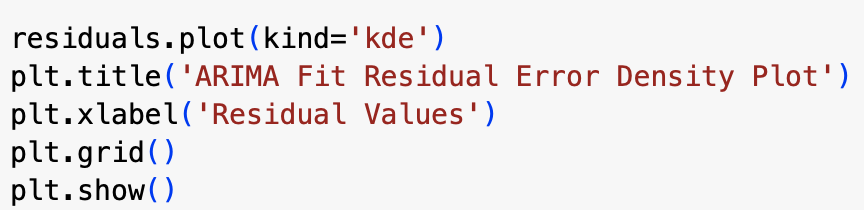 residuals.plot(kind='kde')
plt.title('ARIMA Fit Residual Error Density Plot')
plt.xlabel('Residual Values')
plt.grid()
plt.show()